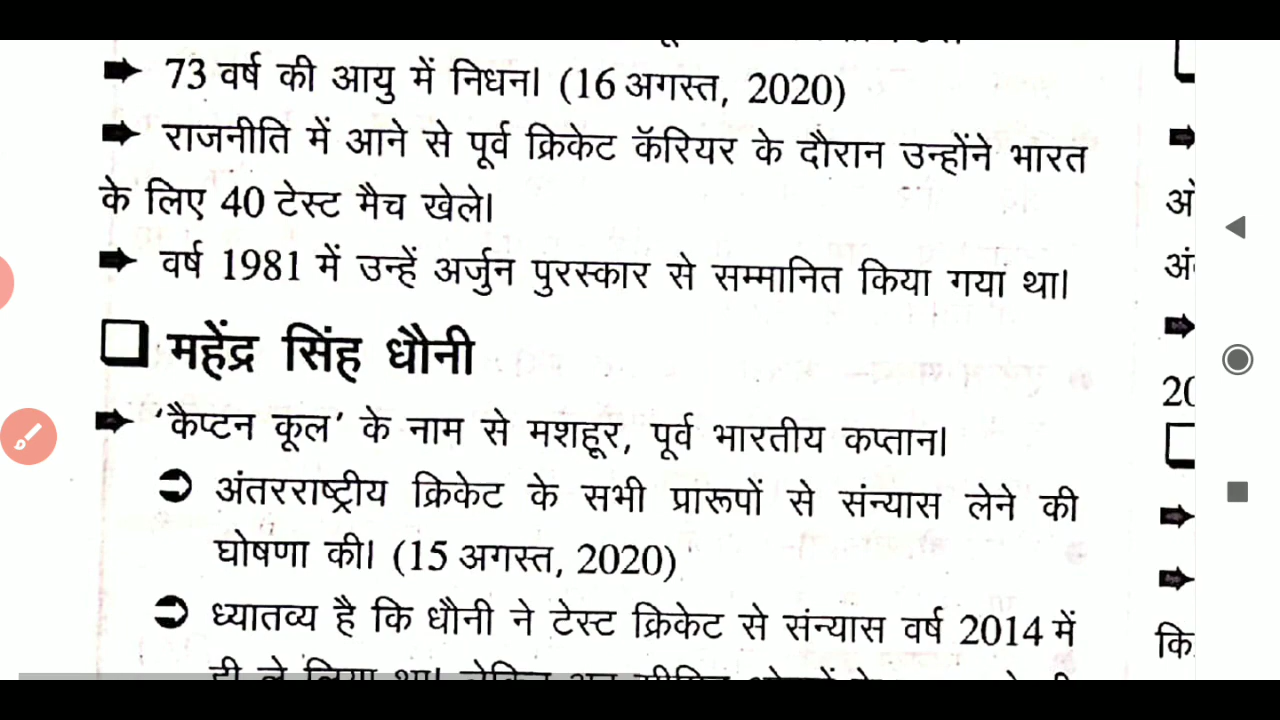 ➡ 73 वर्ष की आयु में निधन। (16 अगस्त, 2020)
➡ राजनीति में आने से पूर्व क्रिकेट कॅरियर के दौरान उन्होंने भारत
के लिए 40 टेस्ट मैच खेले।
➡ वर्ष 1981 में उन्हें अर्जुन पुरस्कार से सम्मानित किया गया था।
❑ महेंद्र सिंह धौनी
➡ ‘कैप्टन कूल’ के नाम से मशहूर, पूर्व भारतीय कप्तान।
➲ अंतरराष्ट्रीय क्रिकेट के सभी प्रारूपों से संन्यास लेने की
घोषणा की। (15 अगस्त, 2020)
➲ ध्यातव्य है कि धौनी ने टेस्ट क्रिकेट से संन्यास वर्ष 2014 में